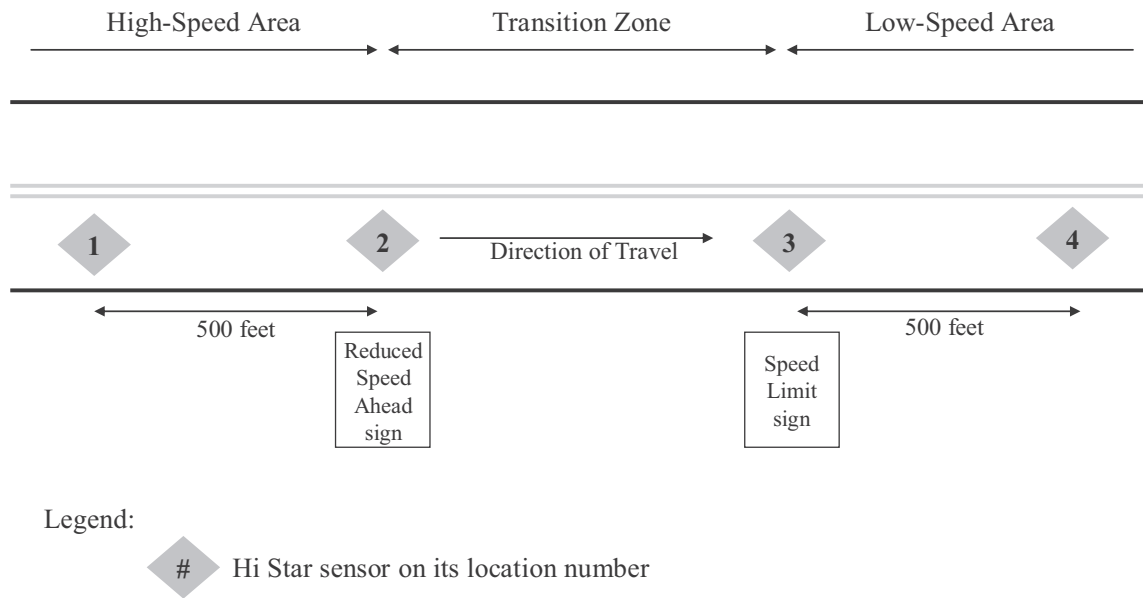 High-Speed Area
Transition Zone
Low-Speed Area
1
2
Direction of Travel
3
4
500 feet
500 feet
Reduced
Speed
Ahead
sign
Speed
Limit
sign
Legend:
# Hi Star sensor on its location number